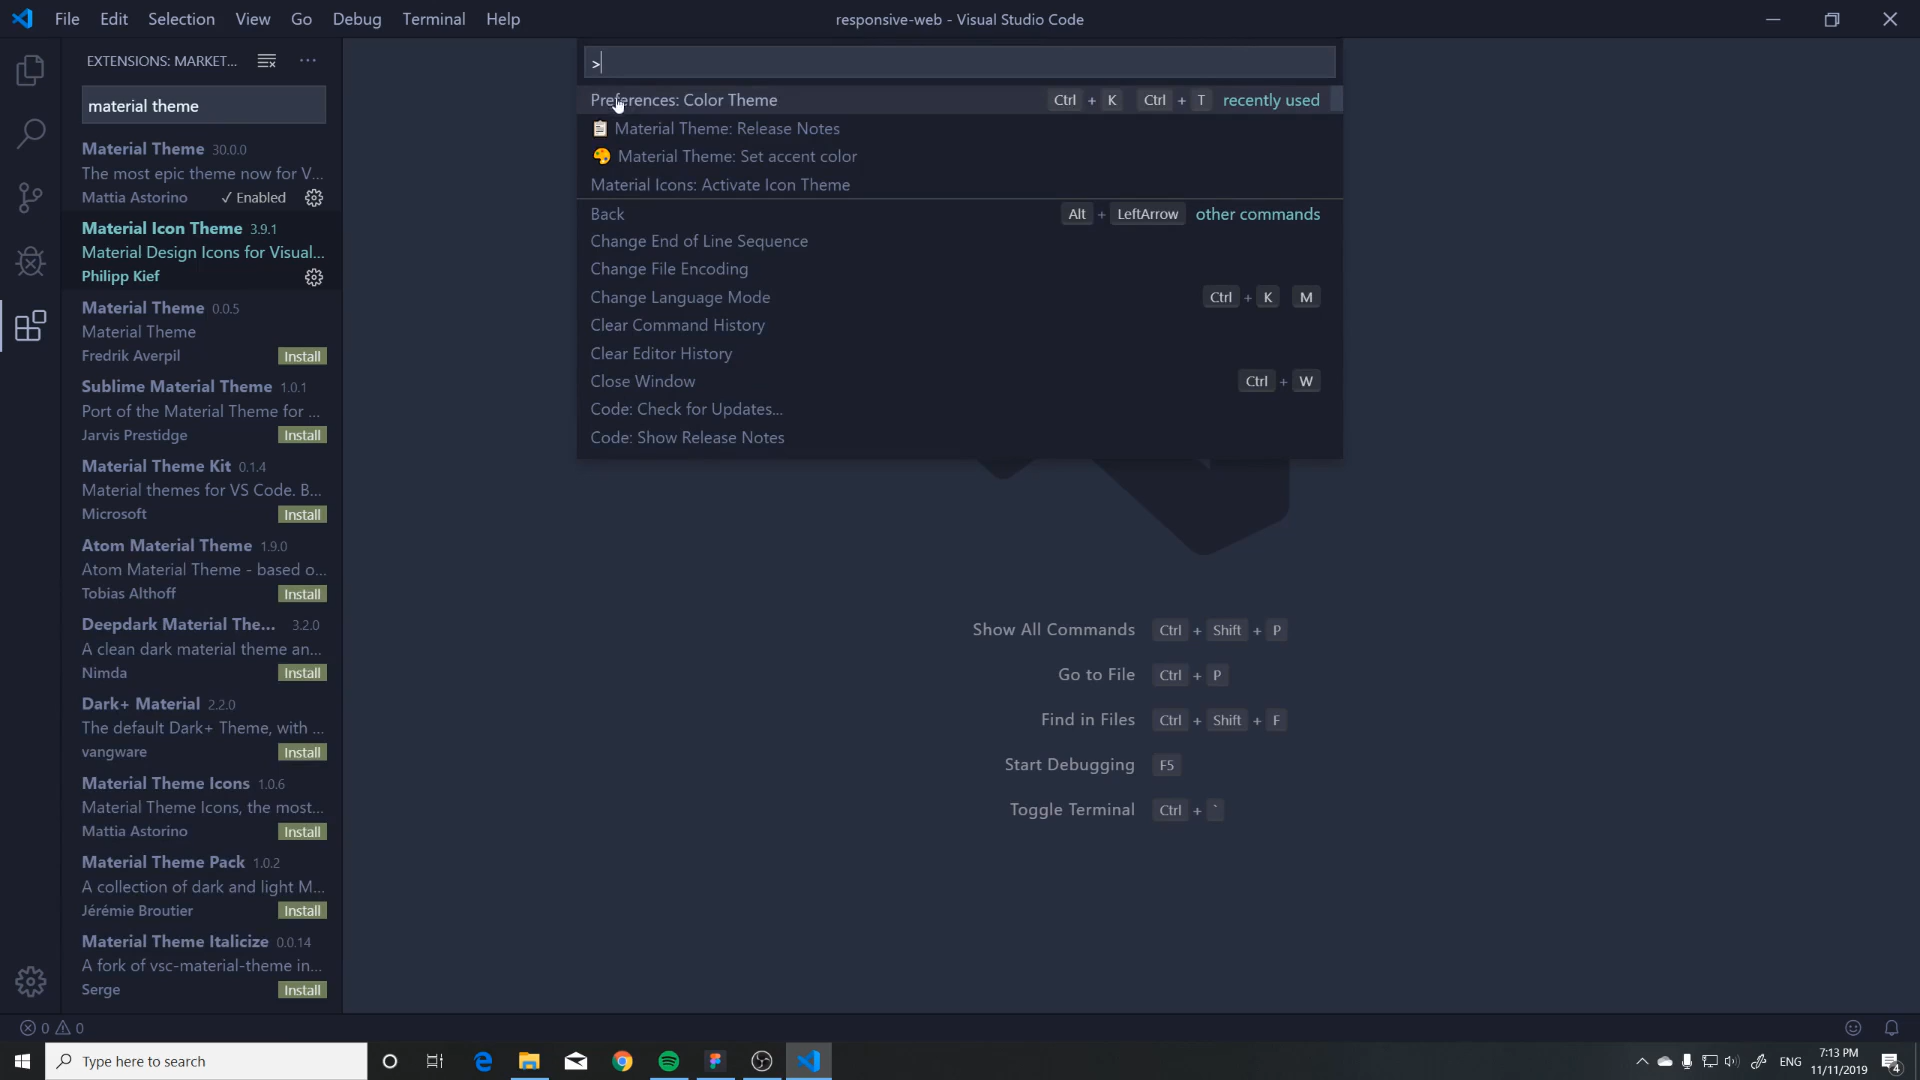 File Edit Selection View Go Debug Terminal Help
responsive-web - Visual Studio Code
EXTENSIONS: MARKET...
material theme
Material Theme 30.0.0
The most epic theme now for V...
Mattia Astorino ✓ Enabled
Material Icon Theme 3.9.1
Material Design Icons for Visual...
Philipp Kief
Material Theme 0.0.5
Material Theme
Fredrik Averpil Install
Sublime Material Theme 1.0.1
Port of the Material Theme for ...
Jarvis Prestidge Install
Material Theme Kit 0.1.4
Material themes for VS Code. B...
Microsoft Install
Atom Material Theme 1.9.0
Atom Material Theme - based o...
Tobias Althoff Install
Deepdark Material The... 3.2.0
A clean dark material theme an...
Nimda Install
Dark+ Material 2.2.0
The default Dark+ Theme, with ...
vangware Install
Material Theme Icons 1.0.6
Material Theme Icons, the most...
Mattia Astorino Install
Material Theme Pack 1.0.2
A collection of dark and light M...
Jérémie Broutier Install
Material Theme Italicize 0.0.14
A fork of vsc-material-theme in...
Serge Install
>
Preferences: Color Theme Ctrl + K Ctrl + T recently used
Material Theme: Release Notes
Material Theme: Set accent color
Material Icons: Activate Icon Theme
Back Alt + LeftArrow other commands
Change End of Line Sequence
Change File Encoding
Change Language Mode Ctrl + K M
Clear Command History
Clear Editor History
Close Window Ctrl + W
Code: Check for Updates...
Code: Show Release Notes
Show All Commands Ctrl + Shift + P
Go to File Ctrl + P
Find in Files Ctrl + Shift + F
Start Debugging F5
Toggle Terminal Ctrl + `
0 0
Type here to search
ENG
7:13 PM
11/11/2019
4